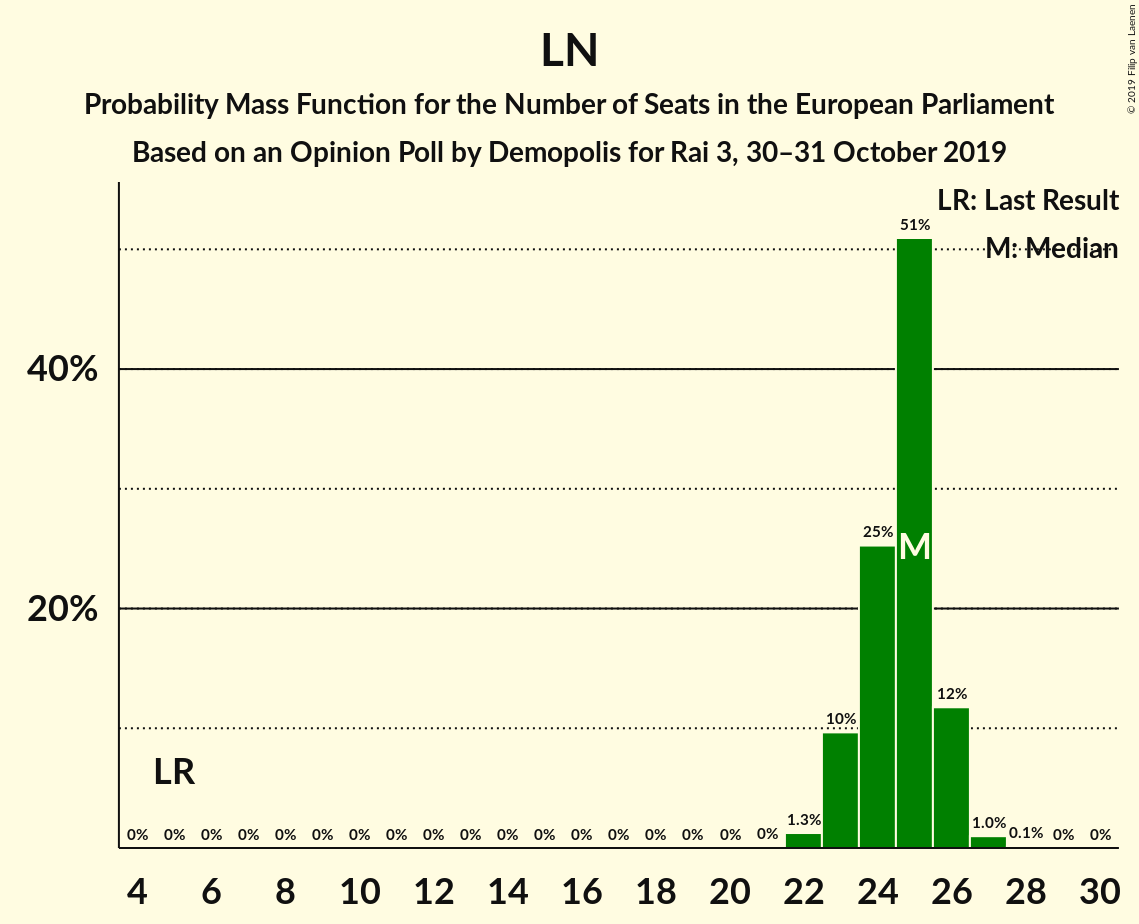 LN
Probability Mass Function for the Number of Seats in the European Parliament
Based on an Opinion Poll by Demopolis for Rai 3, 30–31 October 2019
© 2019 Filip van Laenen
LR: Last Result
M: Median
51%
40%
25%
M
20%
12%
10%
LR
0% 0% 0% 0% 0% 0% 0% 0% 0% 0% 0% 0% 0% 0% 0% 0% 0% 0% 1.3% 1.0% 0.1% 0% 0%
4 6 8 10 12 14 16 18 20 22 24 26 28 30